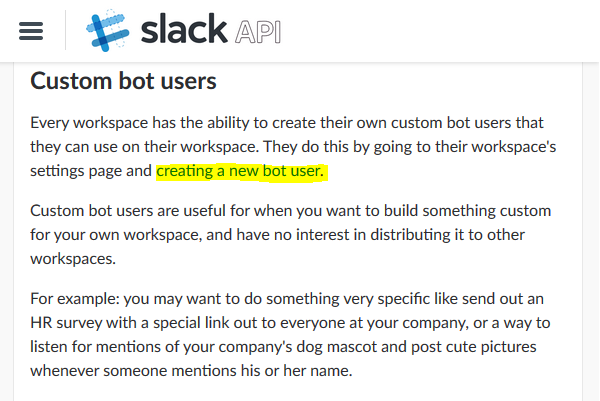 slack API
Custom bot users
Every workspace has the ability to create their own custom bot users that
they can use on their workspace. They do this by going to their workspace's
settings page and creating a new bot user.
Custom bot users are useful for when you want to build something custom
for your own workspace, and have no interest in distributing it to other
workspaces.
For example: you may want to do something very specific like send out an
HR survey with a special link out to everyone at your company, or a way to
listen for mentions of your company's dog mascot and post cute pictures
whenever someone mentions his or her name.